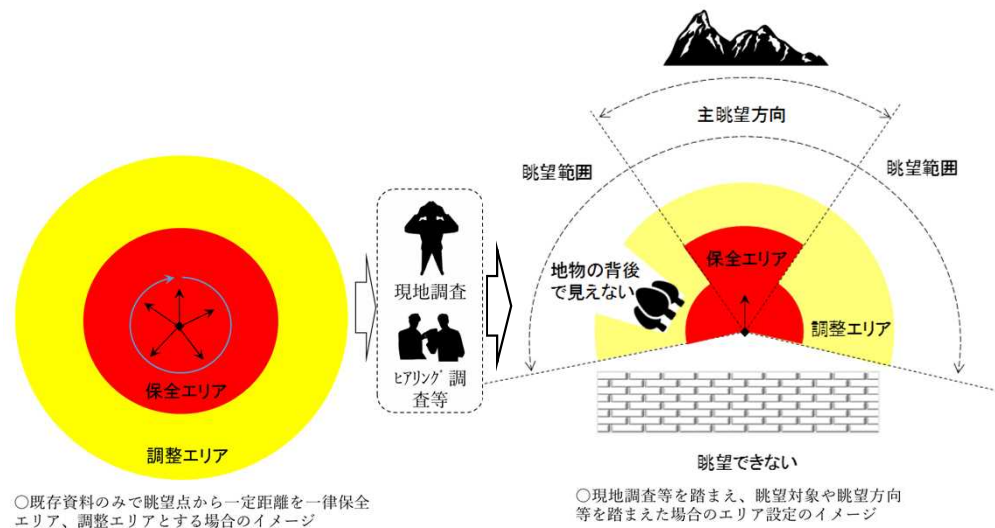 主眺望方向
眺望範囲
眺望範囲
保全エリア
地物の背後
で見えない
調整エリア
現地調査
ﾋｱﾘﾝｸﾞ調
査等
保全エリア
調整エリア
眺望できない
○既存資料のみで眺望点から一定距離を一律保全
エリア、調整エリアとする場合のイメージ
○現地調査等を踏まえ、眺望対象や眺望方向
等を踏まえた場合のエリア設定のイメージ